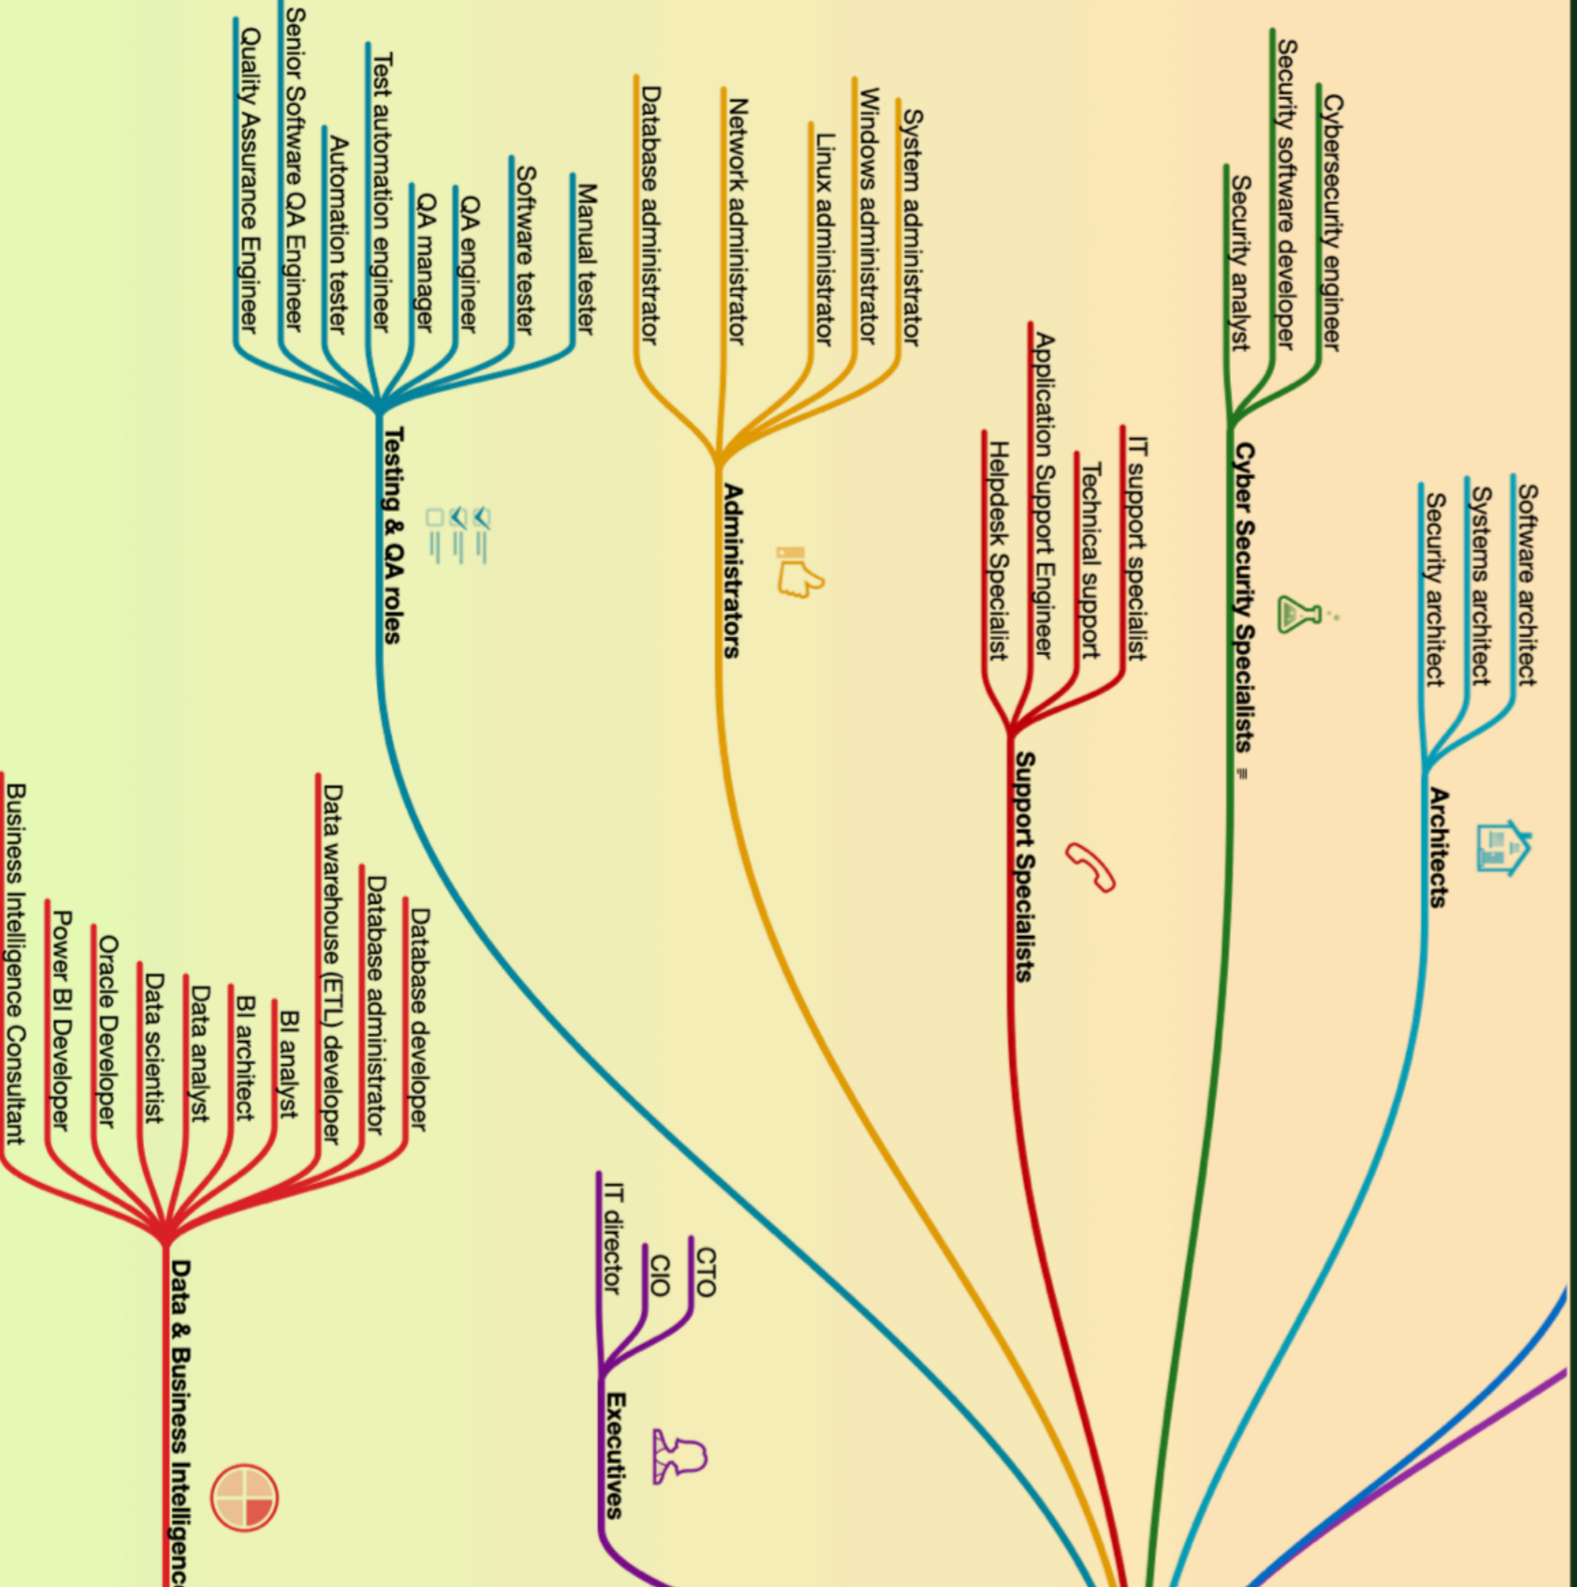 Software architect
Systems architect
Security architect
Architects
Cybersecurity engineer
Security software developer
Security analyst
Cyber Security Specialists
IT support specialist
Technical support
Application Support Engineer
Helpdesk Specialist
Support Specialists
System administrator
Windows administrator
Linux administrator
Network administrator
Database administrator
Administrators
Manual tester
Software tester
QA engineer
QA manager
Test automation engineer
Automation tester
Senior Software QA Engineer
Quality Assurance Engineer
Testing & QA roles
CTO
CIO
IT director
Executives
Database developer
Database administrator
Data warehouse (ETL) developer
BI analyst
BI architect
Data analyst
Data scientist
Oracle Developer
Power BI Developer
Business Intelligence Consultant
Data & Business Intelligenc